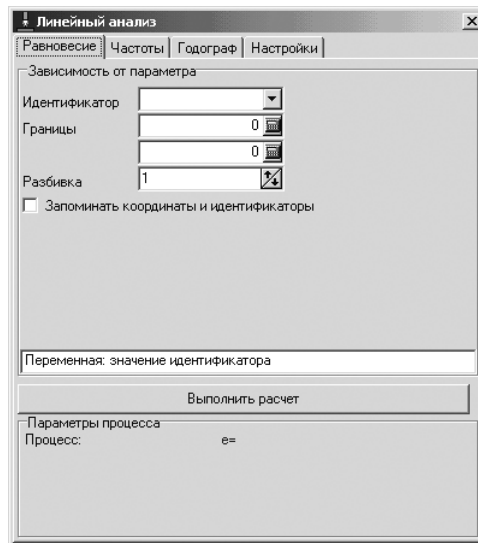 Линейный анализ
Равновесие Частоты Годограф Настройки
Зависимость от параметра
Идентификатор
Границы 0
0
Разбивка 1
Запоминать координаты и идентификаторы
Переменная: значение идентификатора
Выполнить расчет
Параметры процесса
Процесс: e=